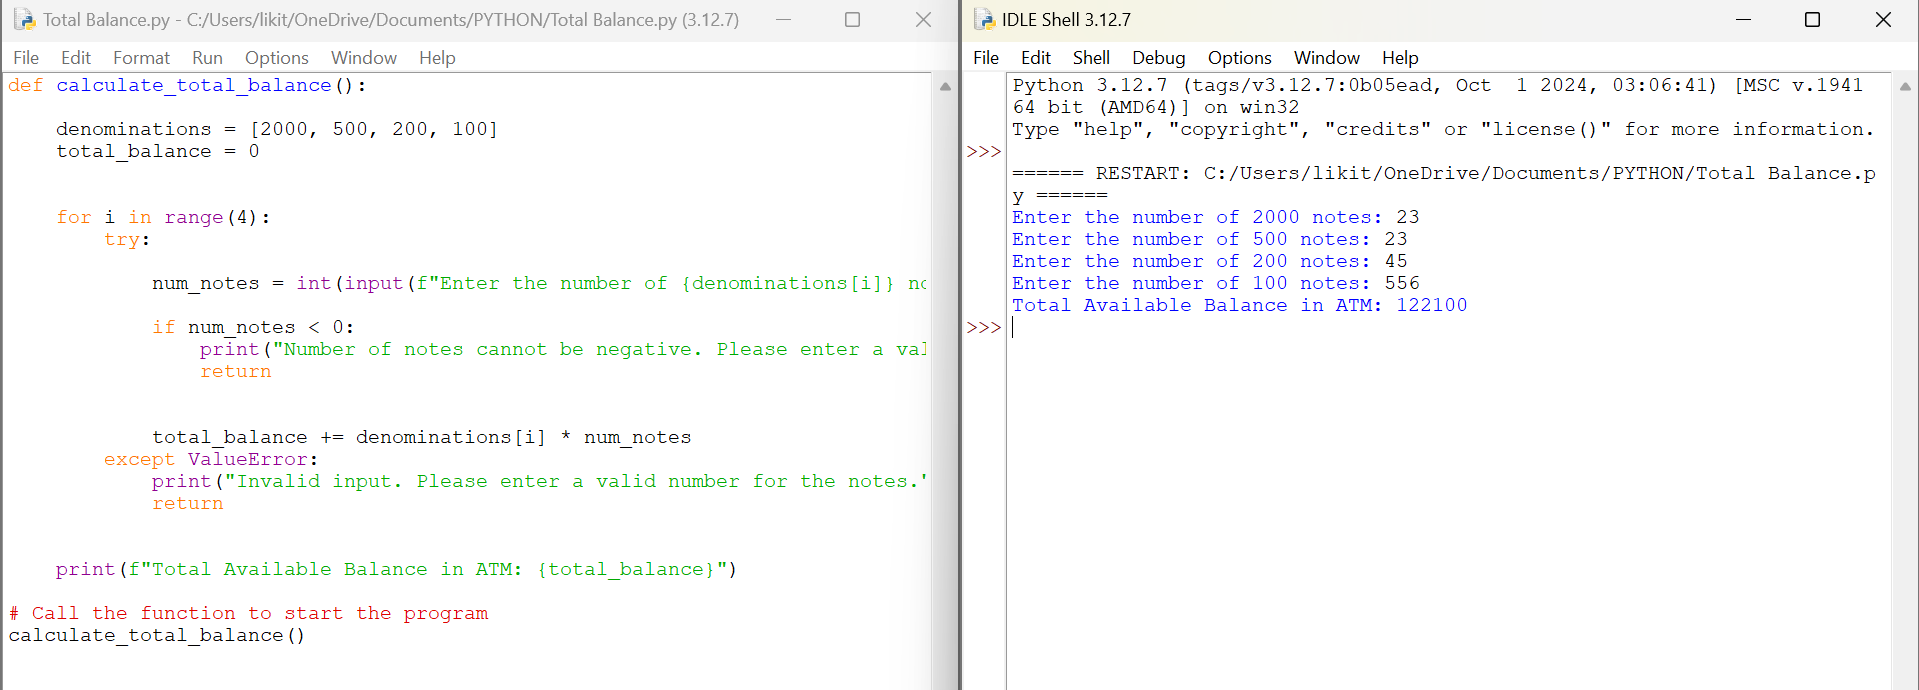 Total Balance.py - C:/Users/likit/OneDrive/Documents/PYTHON/Total Balance.py (3.12.7)
File Edit Format Run Options Window Help
def calculate_total_balance():
    denominations = [2000, 500, 200, 100]
    total_balance = 0
    for i in range(4):
        try:
            num_notes = int(input(f"Enter the number of {denominations[i]}
            if num_notes < 0:
                print("Number of notes cannot be negative. Please enter a
                return
            total_balance += denominations[i] * num_notes
        except ValueError:
            print("Invalid input. Please enter a valid number for the notes."
            return
    print(f"Total Available Balance in ATM: {total_balance}")
# Call the function to start the program
calculate_total_balance()
IDLE Shell 3.12.7
File Edit Shell Debug Options Window Help
Python 3.12.7 (tags/v3.12.7:0b05ead, Oct  1 2024, 03:06:41) [MSC v.1941
64 bit (AMD64)] on win32
Type "help", "copyright", "credits" or "license()" for more information.
>>>
====== RESTART: C:/Users/likit/OneDrive/Documents/PYTHON/Total Balance.p
y ======
Enter the number of 2000 notes: 23
Enter the number of 500 notes: 23
Enter the number of 200 notes: 45
Enter the number of 100 notes: 556
Total Available Balance in ATM: 122100
>>>